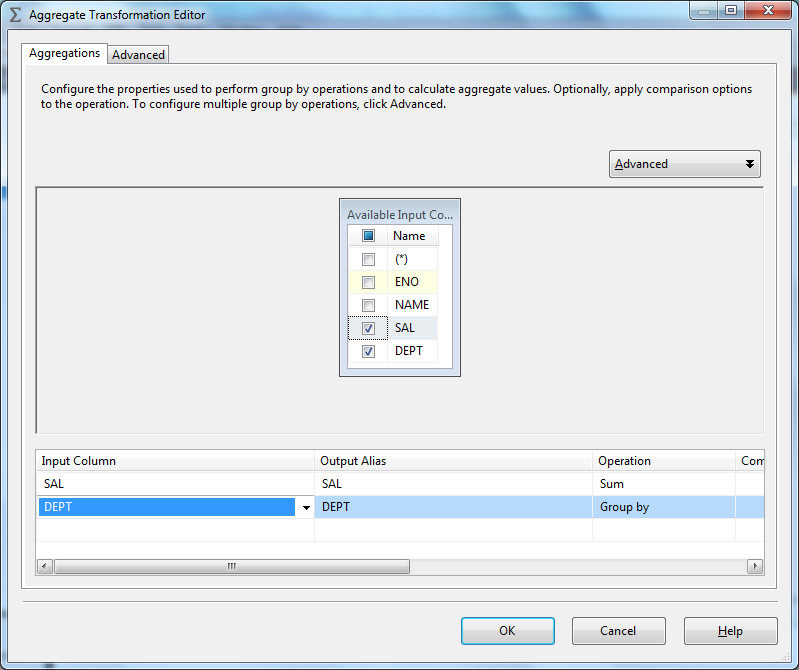 Aggregate Transformation Editor
Aggregations
Advanced
Configure the properties used to perform group by operations and to calculate aggregate values. Optionally, apply comparison options
to the operation. To configure multiple group by operations, click Advanced.
Advanced
Available Input Co...
Name
(*)
ENO
NAME
SAL
DEPT
Input Column Output Alias Operation Com
SAL SAL Sum
DEPT DEPT Group by
OK Cancel Help